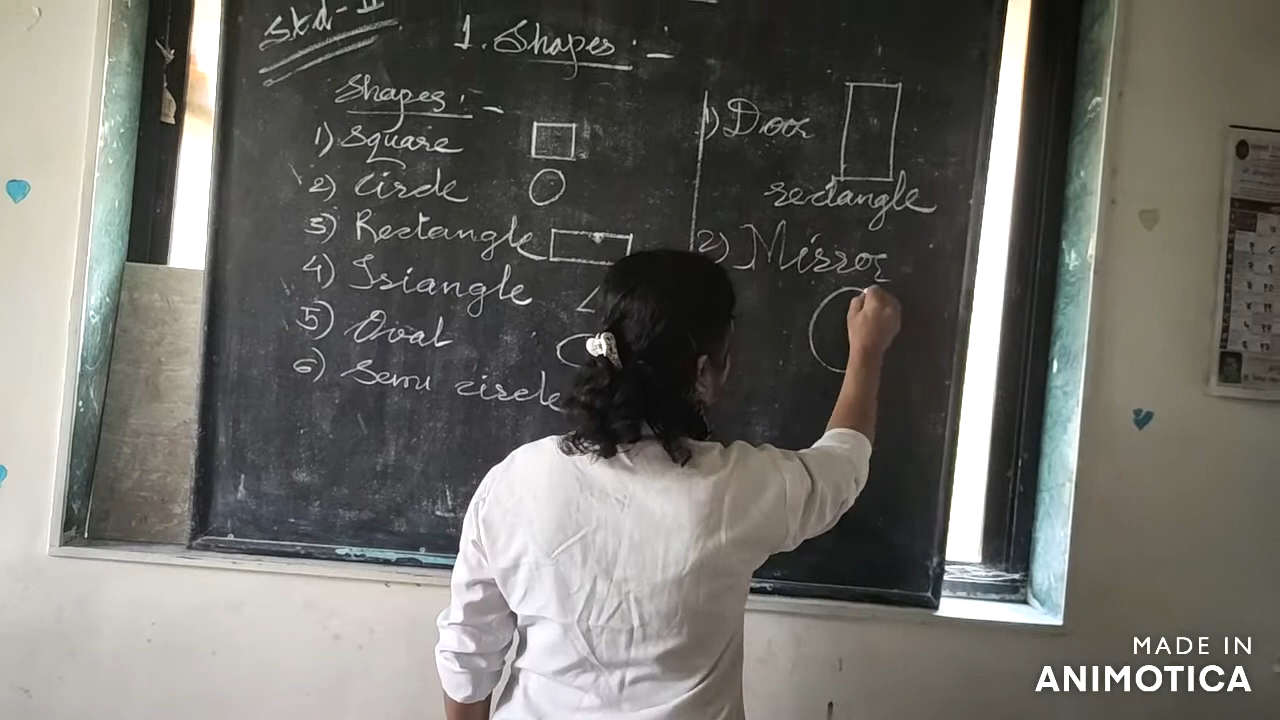 Std-II
1. Shapes :-
Shapes :-
1) Square
2) Circle
3) Rectangle
4) Triangle
5) Oval
6) Semi circle
1) Door
rectangle
2) Mirror
MADE IN
ANIMOTICA